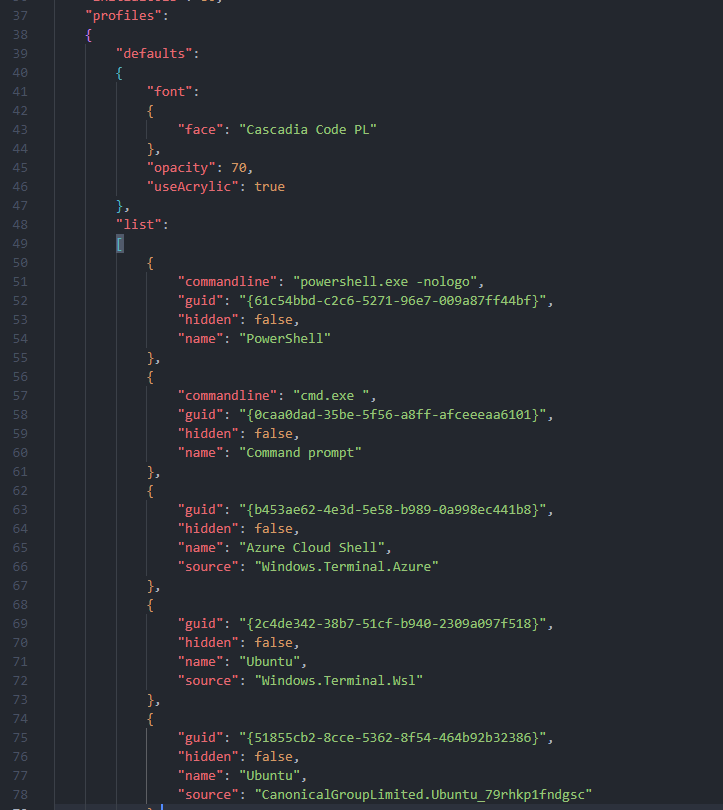 37 "profiles":
38 {
39 "defaults":
40 {
41 "font":
42 {
43 "face": "Cascadia Code PL"
44 },
45 "opacity": 70,
46 "useAcrylic": true
47 },
48 "list":
49 [
50 {
51 "commandline": "powershell.exe -nologo",
52 "guid": "{61c54bbd-c2c6-5271-96e7-009a87ff44bf}",
53 "hidden": false,
54 "name": "PowerShell"
55 },
56 {
57 "commandline": "cmd.exe ",
58 "guid": "{0caa0dad-35be-5f56-a8ff-afceeeaa6101}",
59 "hidden": false,
60 "name": "Command prompt"
61 },
62 {
63 "guid": "{b453ae62-4e3d-5e58-b989-0a998ec441b8}",
64 "hidden": false,
65 "name": "Azure Cloud Shell",
66 "source": "Windows.Terminal.Azure"
67 },
68 {
69 "guid": "{2c4de342-38b7-51cf-b940-2309a097f518}",
70 "hidden": false,
71 "name": "Ubuntu",
72 "source": "Windows.Terminal.Wsl"
73 },
74 {
75 "guid": "{51855cb2-8cce-5362-8f54-464b92b32386}",
76 "hidden": false,
77 "name": "Ubuntu",
78 "source": "CanonicalGroupLimited.Ubuntu_79rhkp1fndgsc"